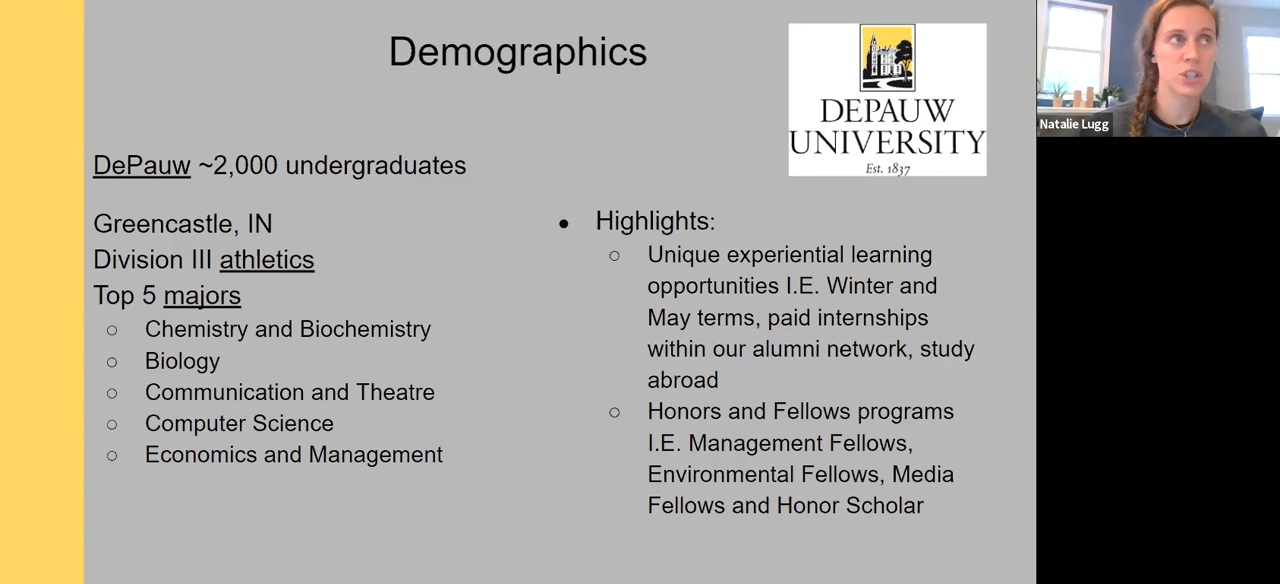 Demographics
DEPAUW
UNIVERSITY
Est. 1837
Natalie Lugg
DePauw ~2,000 undergraduates
Greencastle, IN
Division III athletics
Top 5 majors
○ Chemistry and Biochemistry
○ Biology
○ Communication and Theatre
○ Computer Science
○ Economics and Management
● Highlights:
○ Unique experiential learning
opportunities I.E. Winter and
May terms, paid internships
within our alumni network, study
abroad
○ Honors and Fellows programs
I.E. Management Fellows,
Environmental Fellows, Media
Fellows and Honor Scholar